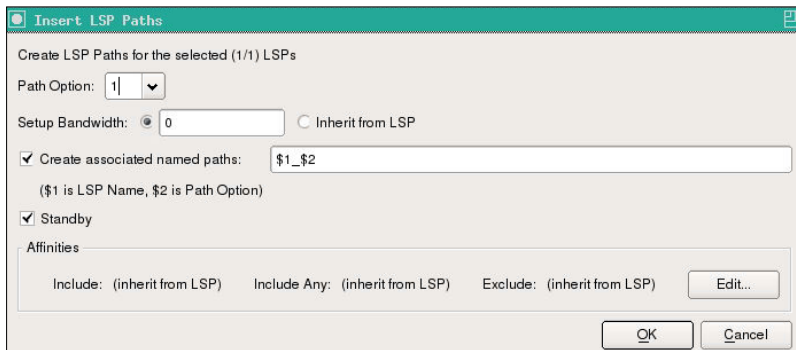 Insert LSP Paths
Create LSP Paths for the selected (1/1) LSPs
Path Option: 1
Setup Bandwidth: 0 Inherit from LSP
Create associated named paths: $1_$2
($1 is LSP Name, $2 is Path Option)
Standby
Affinities
Include: (inherit from LSP) Include Any: (inherit from LSP) Exclude: (inherit from LSP) Edit...
OK Cancel